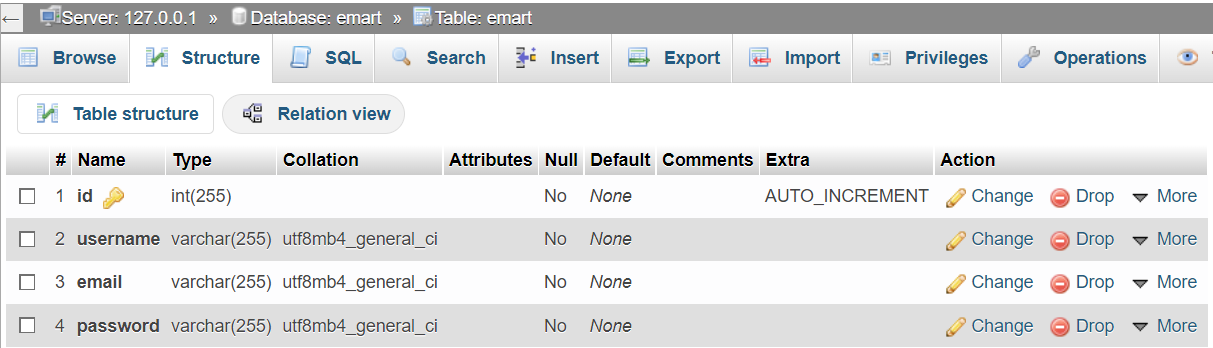 ← Server: 127.0.0.1 » Database: emart » Table: emart
Browse Structure SQL Search Insert Export Import Privileges Operations
Table structure Relation view
# Name Type Collation Attributes Null Default Comments Extra Action
1 id int(255) No None AUTO_INCREMENT Change Drop More
2 username varchar(255) utf8mb4_general_ci No None Change Drop More
3 email varchar(255) utf8mb4_general_ci No None Change Drop More
4 password varchar(255) utf8mb4_general_ci No None Change Drop More